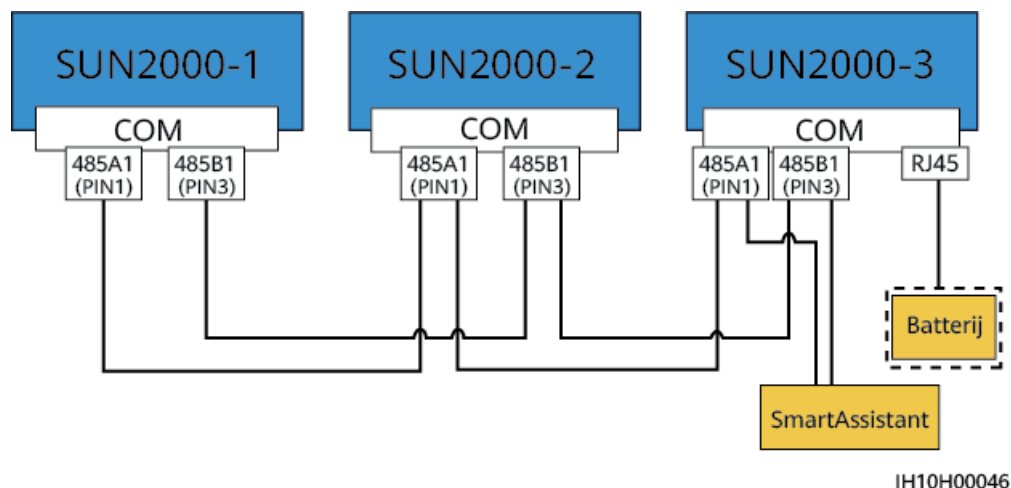 SUN2000-1
SUN2000-2
SUN2000-3
COM
COM
COM
485A1
(PIN1)
485B1
(PIN3)
485A1
(PIN1)
485B1
(PIN3)
485A1
(PIN1)
485B1
(PIN3)
RJ45
Batterij
SmartAssistant
IH10H00046